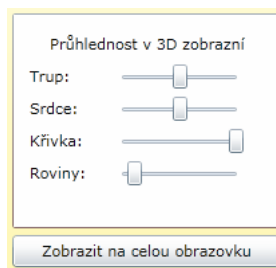 Průhlednost v 3D zobrazní
Trup:
Srdce:
Křivka:
Roviny:
Zobrazit na celou obrazovku